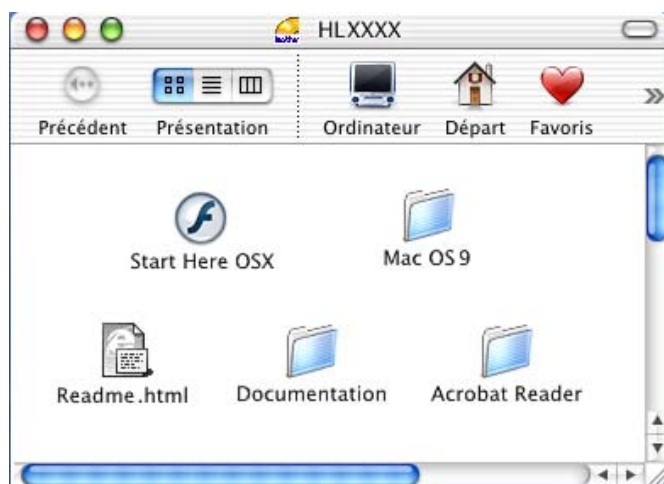 HLXXXX
Précédent Présentation Ordinateur Départ Favoris
Start Here OSX Mac OS 9
Readme.html Documentation Acrobat Reader